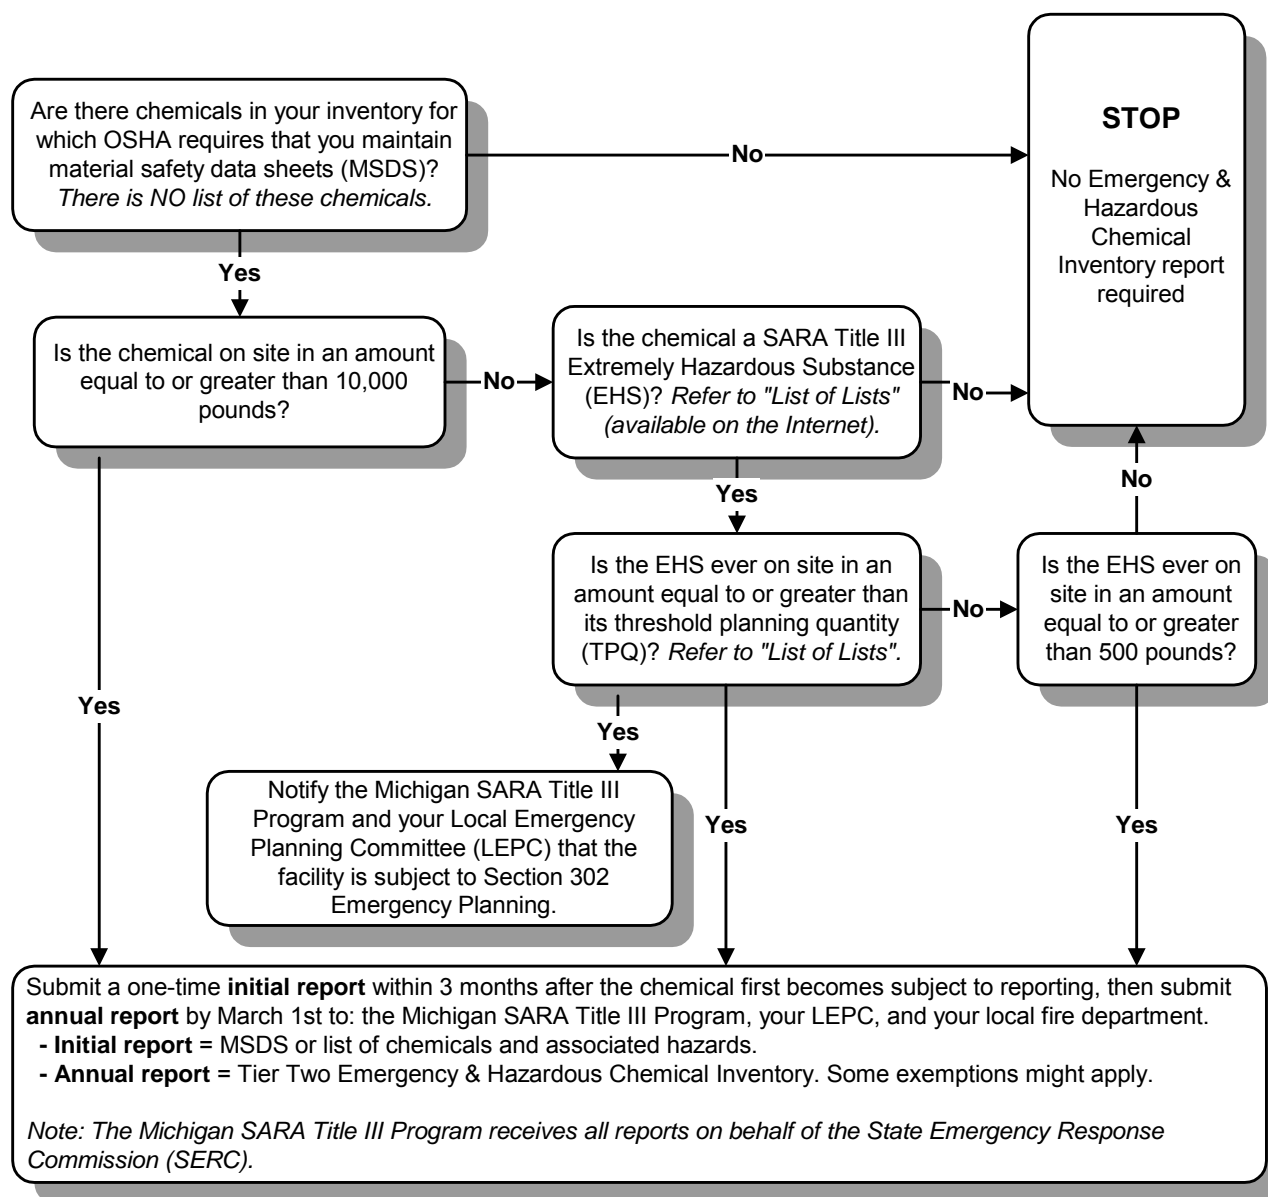 Are there chemicals in your inventory for
which OSHA requires that you maintain
material safety data sheets (MSDS)?
There is NO list of these chemicals.
No
STOP
No Emergency &
Hazardous
Chemical
Inventory report
required
Yes
Is the chemical on site in an amount
equal to or greater than 10,000
pounds?
No
Is the chemical a SARA Title III
Extremely Hazardous Substance
(EHS)? Refer to "List of Lists"
(available on the Internet).
No
Yes
No
Is the EHS ever on site in an
amount equal to or greater than
its threshold planning quantity
(TPQ)? Refer to "List of Lists".
No
Is the EHS ever on
site in an amount
equal to or greater
than 500 pounds?
Yes
Yes
Notify the Michigan SARA Title III
Program and your Local Emergency
Planning Committee (LEPC) that the
facility is subject to Section 302
Emergency Planning.
Yes
Yes
Submit a one-time initial report within 3 months after the chemical first becomes subject to reporting, then submit
annual report by March 1st to: the Michigan SARA Title III Program, your LEPC, and your local fire department.
- Initial report = MSDS or list of chemicals and associated hazards.
- Annual report = Tier Two Emergency & Hazardous Chemical Inventory. Some exemptions might apply.
Note: The Michigan SARA Title III Program receives all reports on behalf of the State Emergency Response
Commission (SERC).